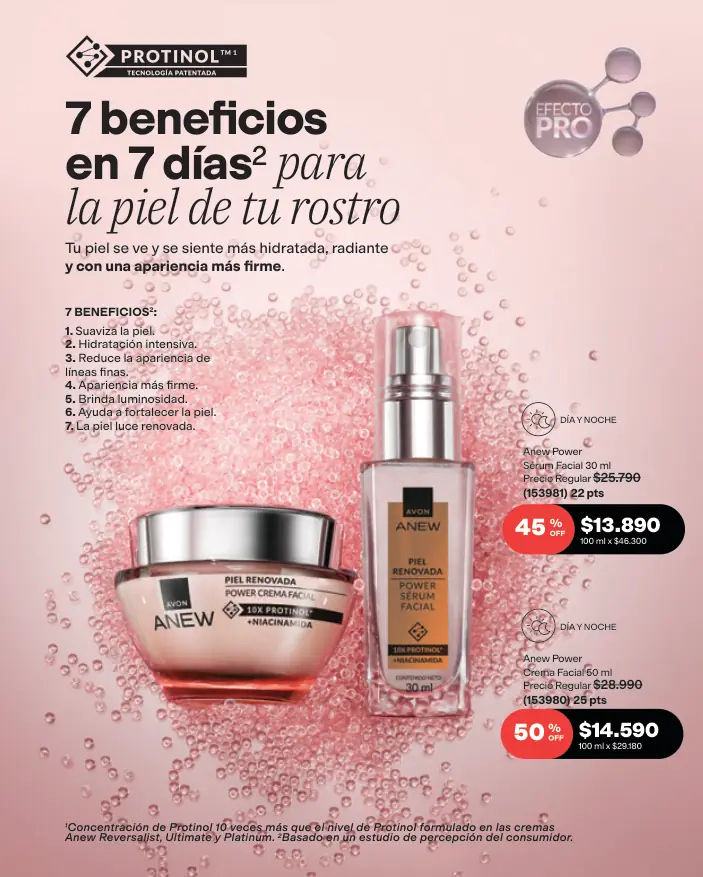 PROTINOL™ 1
TECNOLOGÍA PATENTADA
EFECTO
PRO
7 beneficios
en 7 días² para
la piel de tu rostro
Tu piel se ve y se siente más hidratada, radiante
y con una apariencia más firme.
7 BENEFICIOS²:
1. Suaviza la piel.
2. Hidratación intensiva.
3. Reduce la apariencia de
líneas finas.
4. Apariencia más firme.
5. Brinda luminosidad.
6. Ayuda a fortalecer la piel.
7. La piel luce renovada.
DÍA Y NOCHE
Anew Power
Sérum Facial 30 ml
Precio Regular $25.790
(153981) 22 pts
45 % OFF $13.890
100 ml x $46.300
AVON
ANEW
PIEL
RENOVADA
POWER
SÉRUM
FACIAL
10X PROTINOL*
+NIACINAMIDA
CONTENIDO NETO
30 ml
PIEL RENOVADA
POWER CREMA FACIAL
AVON
ANEW
10X PROTINOL*
+NIACINAMIDA
DÍA Y NOCHE
Anew Power
Crema Facial 50 ml
Precio Regular $28.990
(153980) 25 pts
50 % OFF $14.590
100 ml x $29.180
¹Concentración de Protinol 10 veces más que el nivel de Protinol formulado en las cremas
Anew Reversalist, Ultimate y Platinum. ²Basado en un estudio de percepción del consumidor.